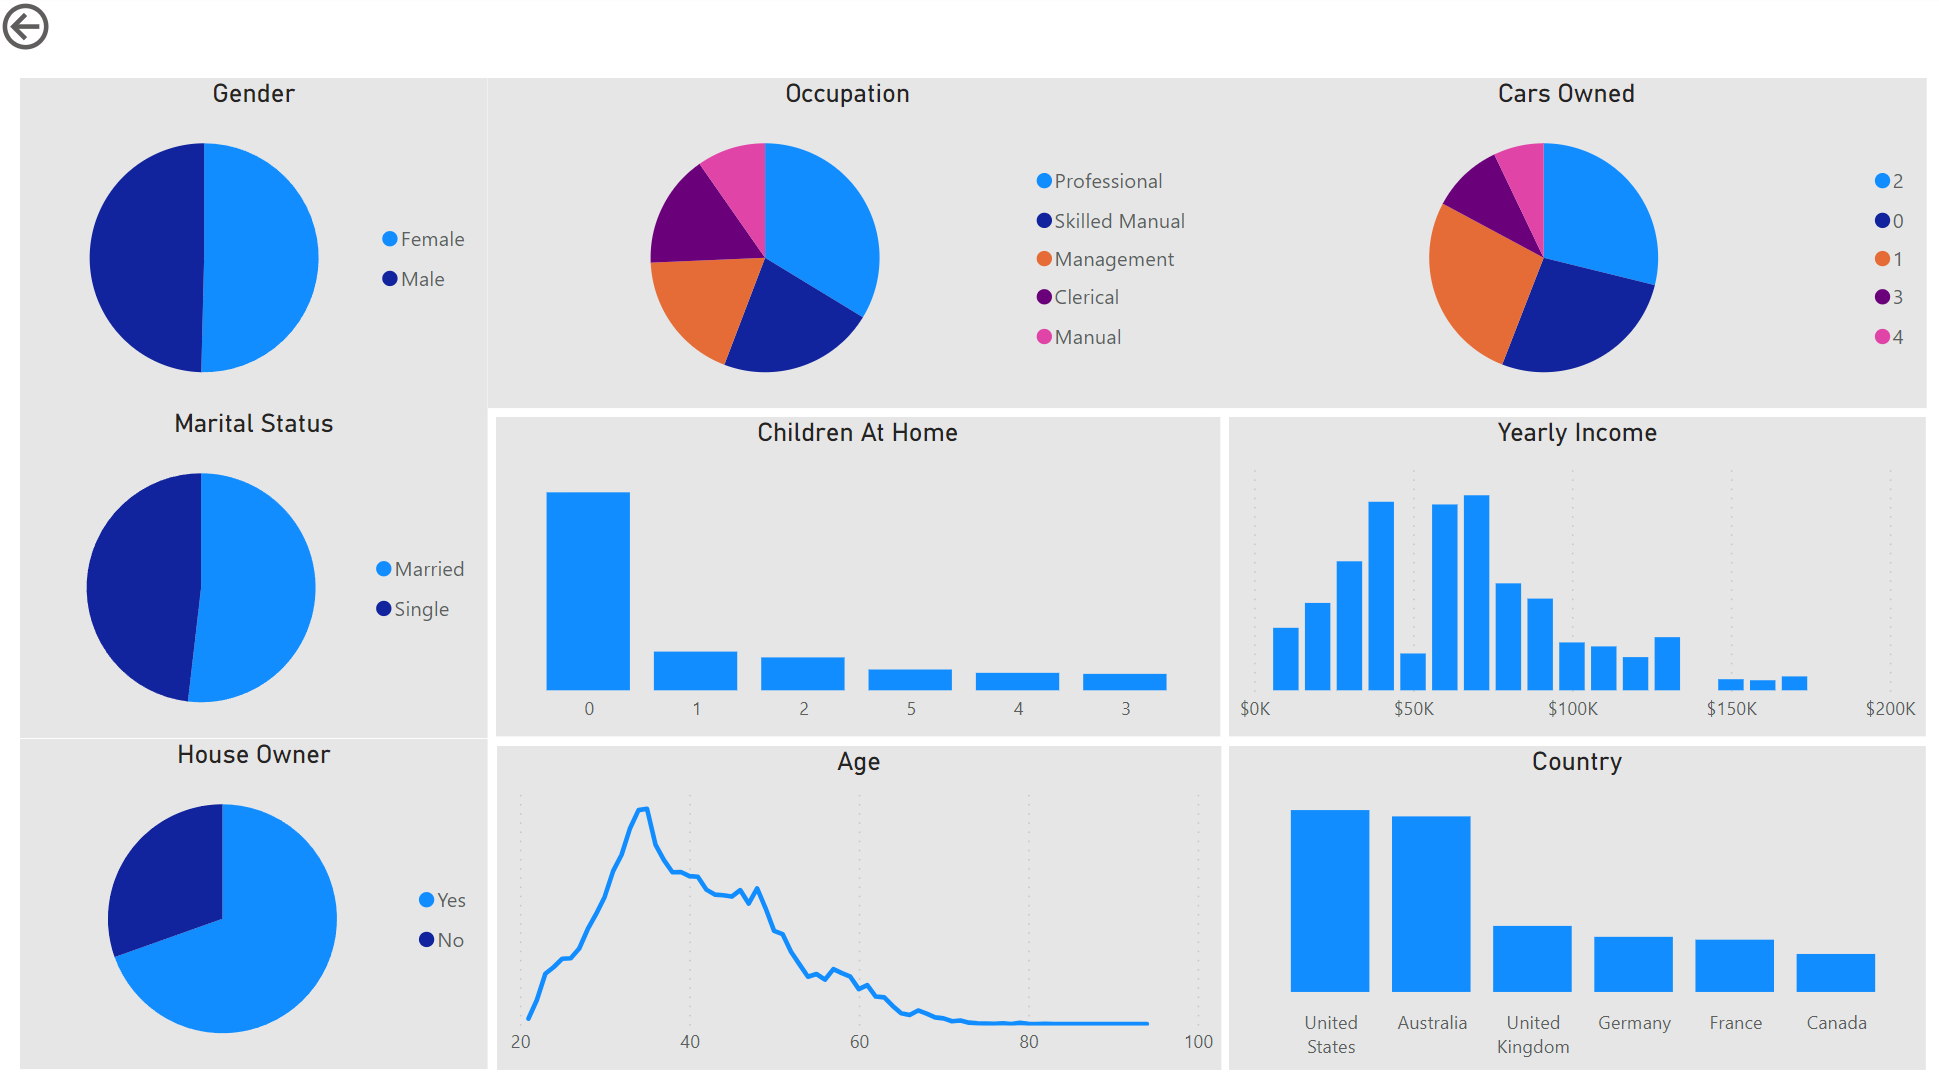 Gender
Female
Male
Occupation
Professional
Skilled Manual
Management
Clerical
Manual
Cars Owned
2
0
1
3
4
Marital Status
Married
Single
Children At Home
0 1 2 5 4 3
Yearly Income
$0K $50K $100K $150K $200K
House Owner
Yes
No
Age
20 40 60 80 100
Country
United States
Australia
United Kingdom
Germany
France
Canada